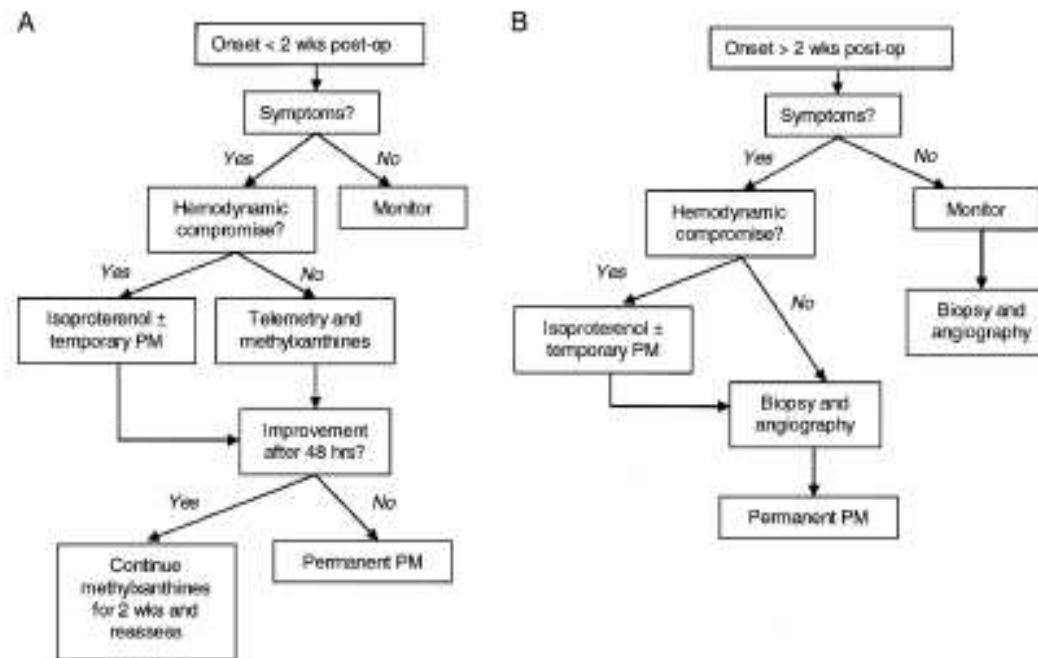 A
Onset < 2 wks post-op
Symptoms?
Yes
No
Hemodynamic
compromise?
Monitor
Yes
No
Isoproterenol ±
temporary PM
Telemetry and
methylxanthines
Improvement
after 48 hrs?
Yes
No
Continue
methylxanthines
for 2 wks and
reassess
Permanent PM
B
Onset > 2 wks post-op
Symptoms?
Yes
No
Hemodynamic
compromise?
Monitor
Yes
No
Isoproterenol ±
temporary PM
Biopsy and
angiography
Biopsy and
angiography
Permanent PM